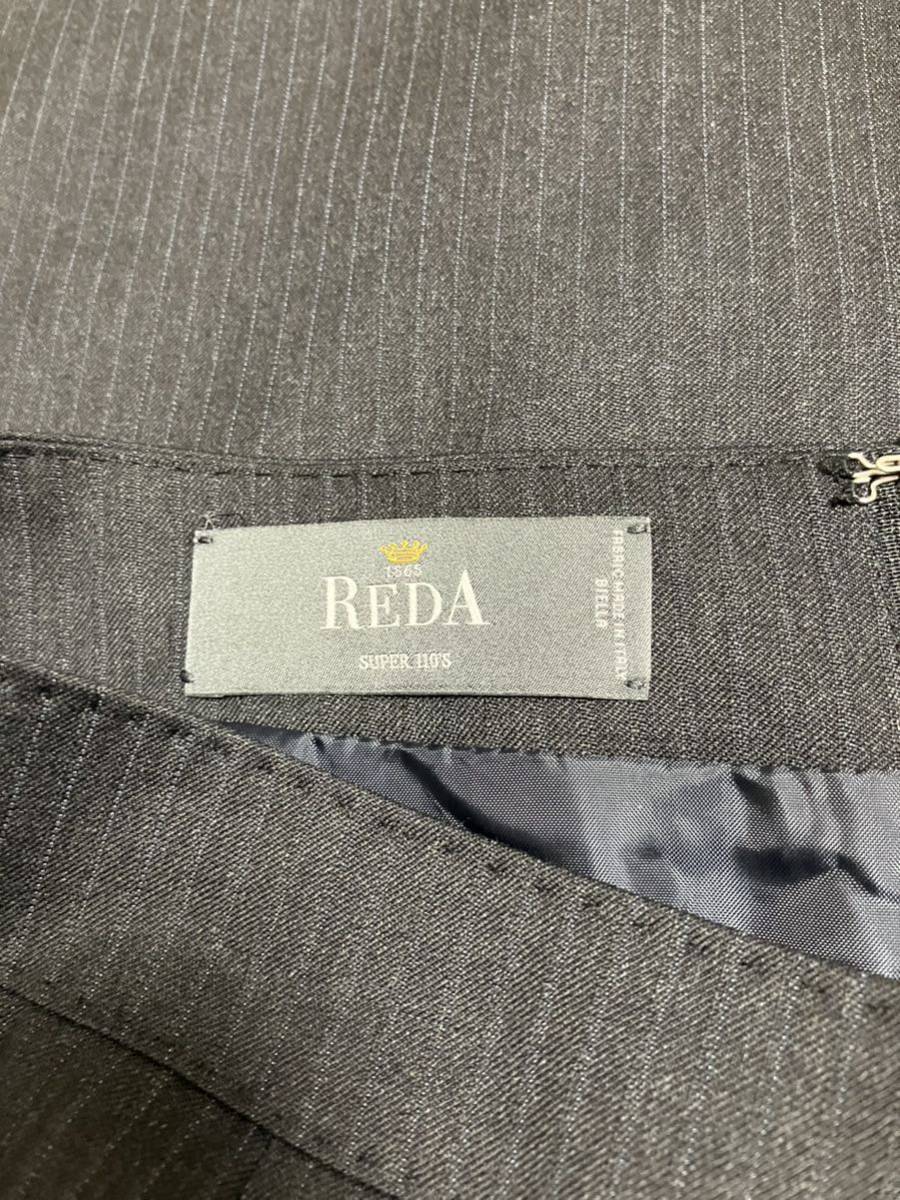 1865
REDA
SUPER 110'S
FABRIC MADE IN ITALY
BIELLA